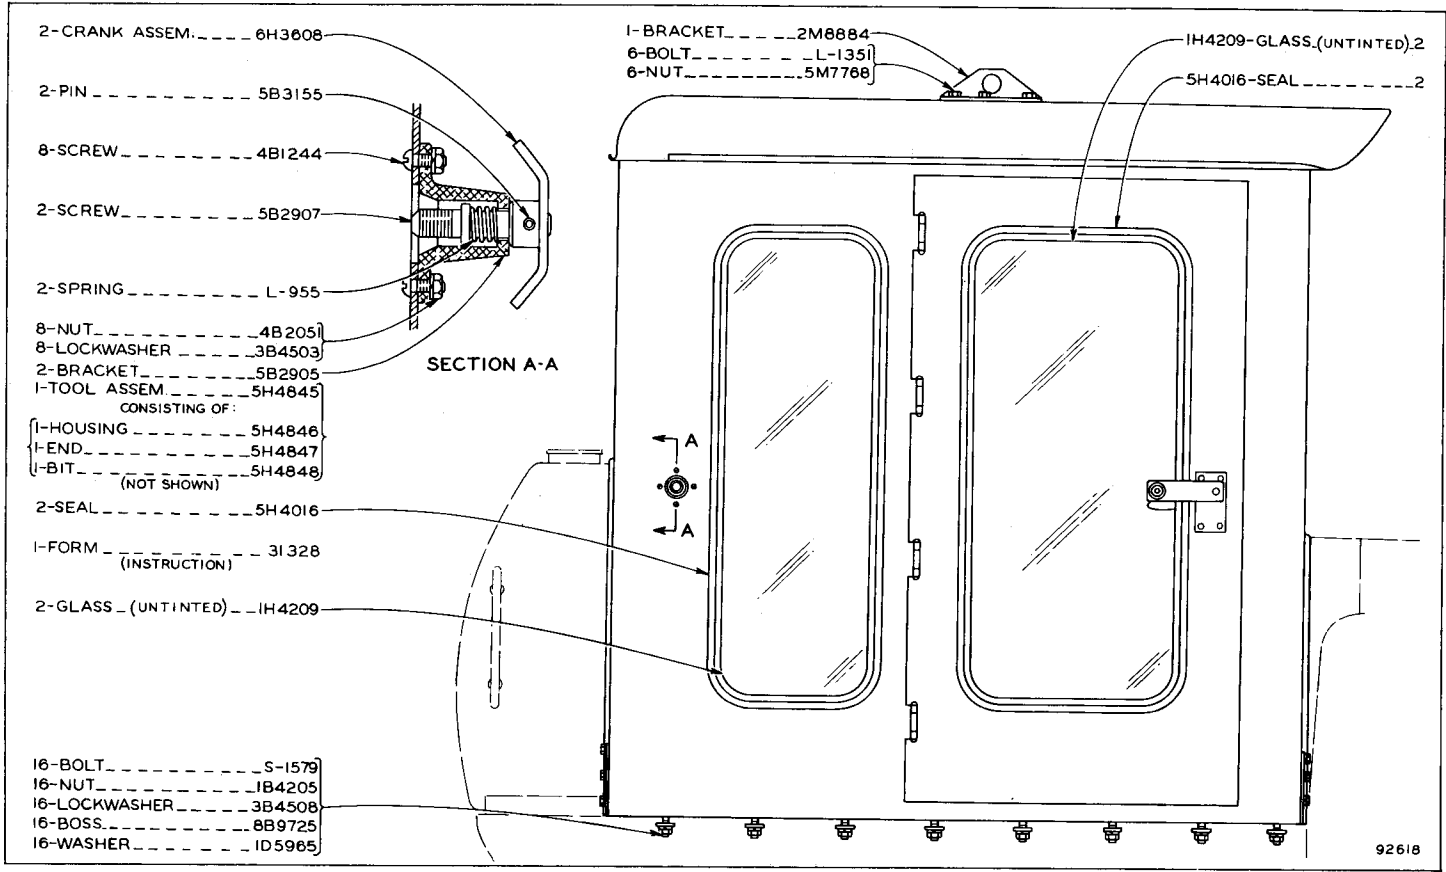 2-CRANK ASSEM. 6H3608
2-PIN 5B3155
8-SCREW 4B1244
2-SCREW 5B2907
2-SPRING L-955
8-NUT 4B2051
8-LOCKWASHER 3B4503
2-BRACKET 5B2905
1-TOOL ASSEM. 5H4845
CONSISTING OF:
1-HOUSING 5H4846
1-END 5H4847
1-BIT 5H4848
(NOT SHOWN)
2-SEAL 5H4016
1-FORM 31328
(INSTRUCTION)
2-GLASS (UNTINTED) 1H4209
16-BOLT S-1579
16-NUT 1B4205
16-LOCKWASHER 3B4508
16-BOSS 8B9725
16-WASHER 1D5965
SECTION A-A
1-BRACKET 2M8884
6-BOLT L-1351
6-NUT 5M7768
1H4209-GLASS (UNTINTED) 2
5H4016-SEAL 2
A
A
92618